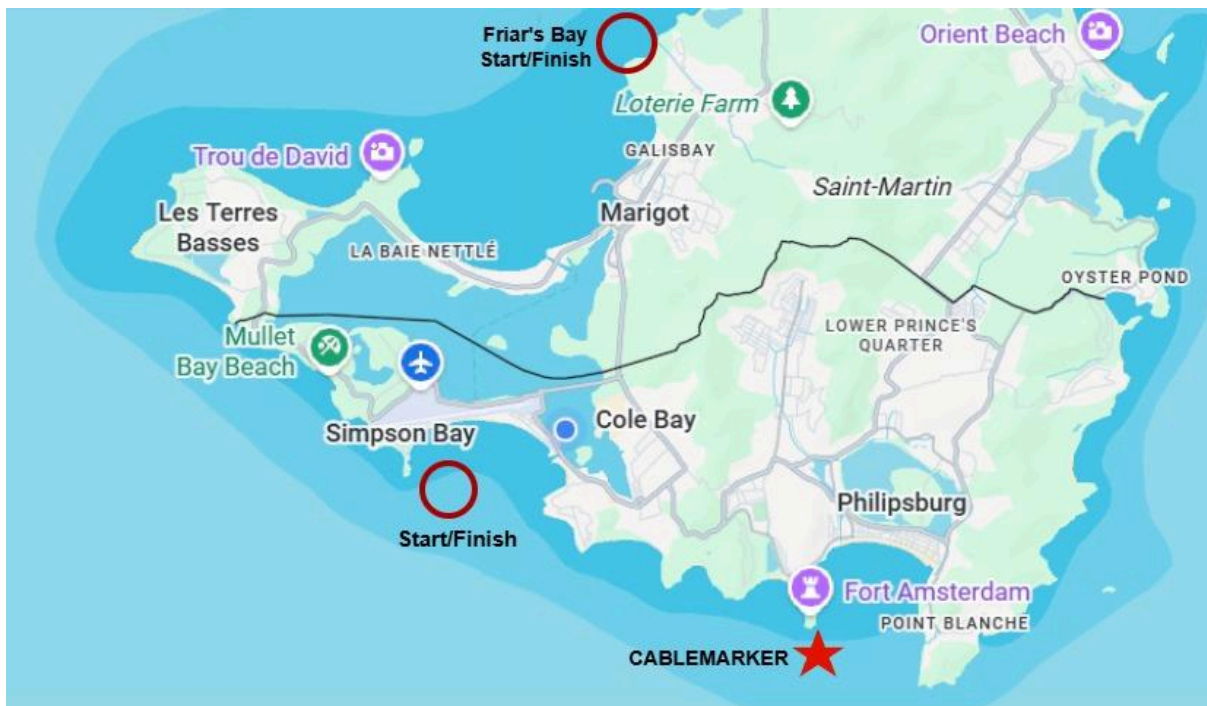 Friar's Bay
Start/Finish
Orient Beach
Loterie Farm
Trou de David
GALISBAY
Saint-Martin
Les Terres
Basses
Marigot
LA BAIE NETTLÉ
OYSTER POND
Mullet
Bay Beach
LOWER PRINCE'S
QUARTER
Simpson Bay
Cole Bay
Philipsburg
Start/Finish
Fort Amsterdam
POINT BLANCHE
CABLEMARKER